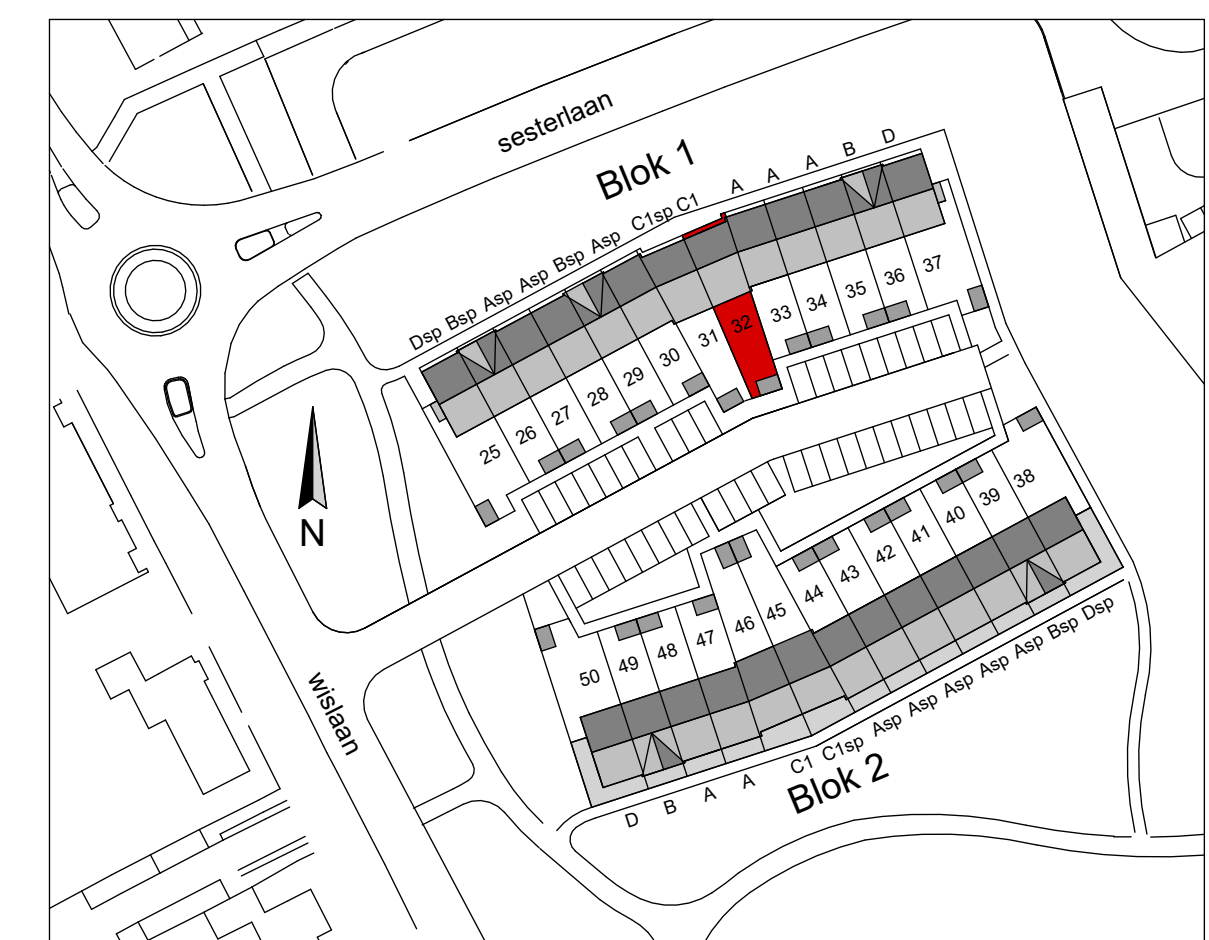 sesterlaan
Blok 1
Dsp Bsp Asp Asp Bsp Asp C1sp C1 A A A B D
25 26 27 28 29 30 31 32 33 34 35 36 37
N
50 49 48 47 46 45 44 43 42 41 40 39 38
wislaan
D B A A C1 C1sp Asp Asp Asp Asp Asp Bsp Dsp
Blok 2